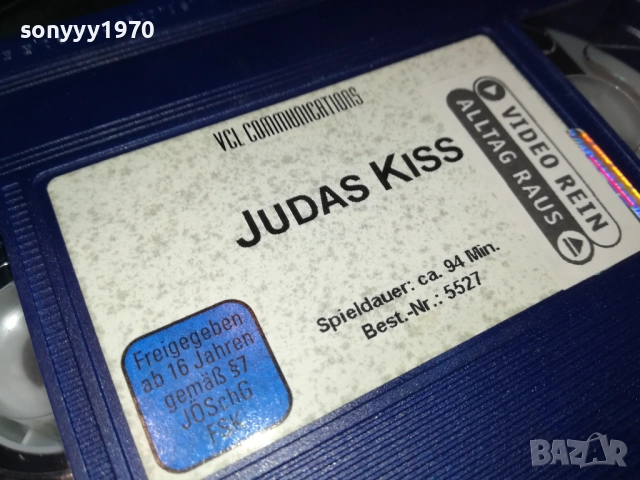 sonyyy1970
VCL COMMUNICATIONS
JUDAS KISS
VIDEO REIN
ALLTAG RAUS
Spieldauer: ca. 94 Min.
Best.-Nr.: 5527
Freigegeben
ab 16 Jahren
gemäß §7
JÖSchG
FSK
BAZAR